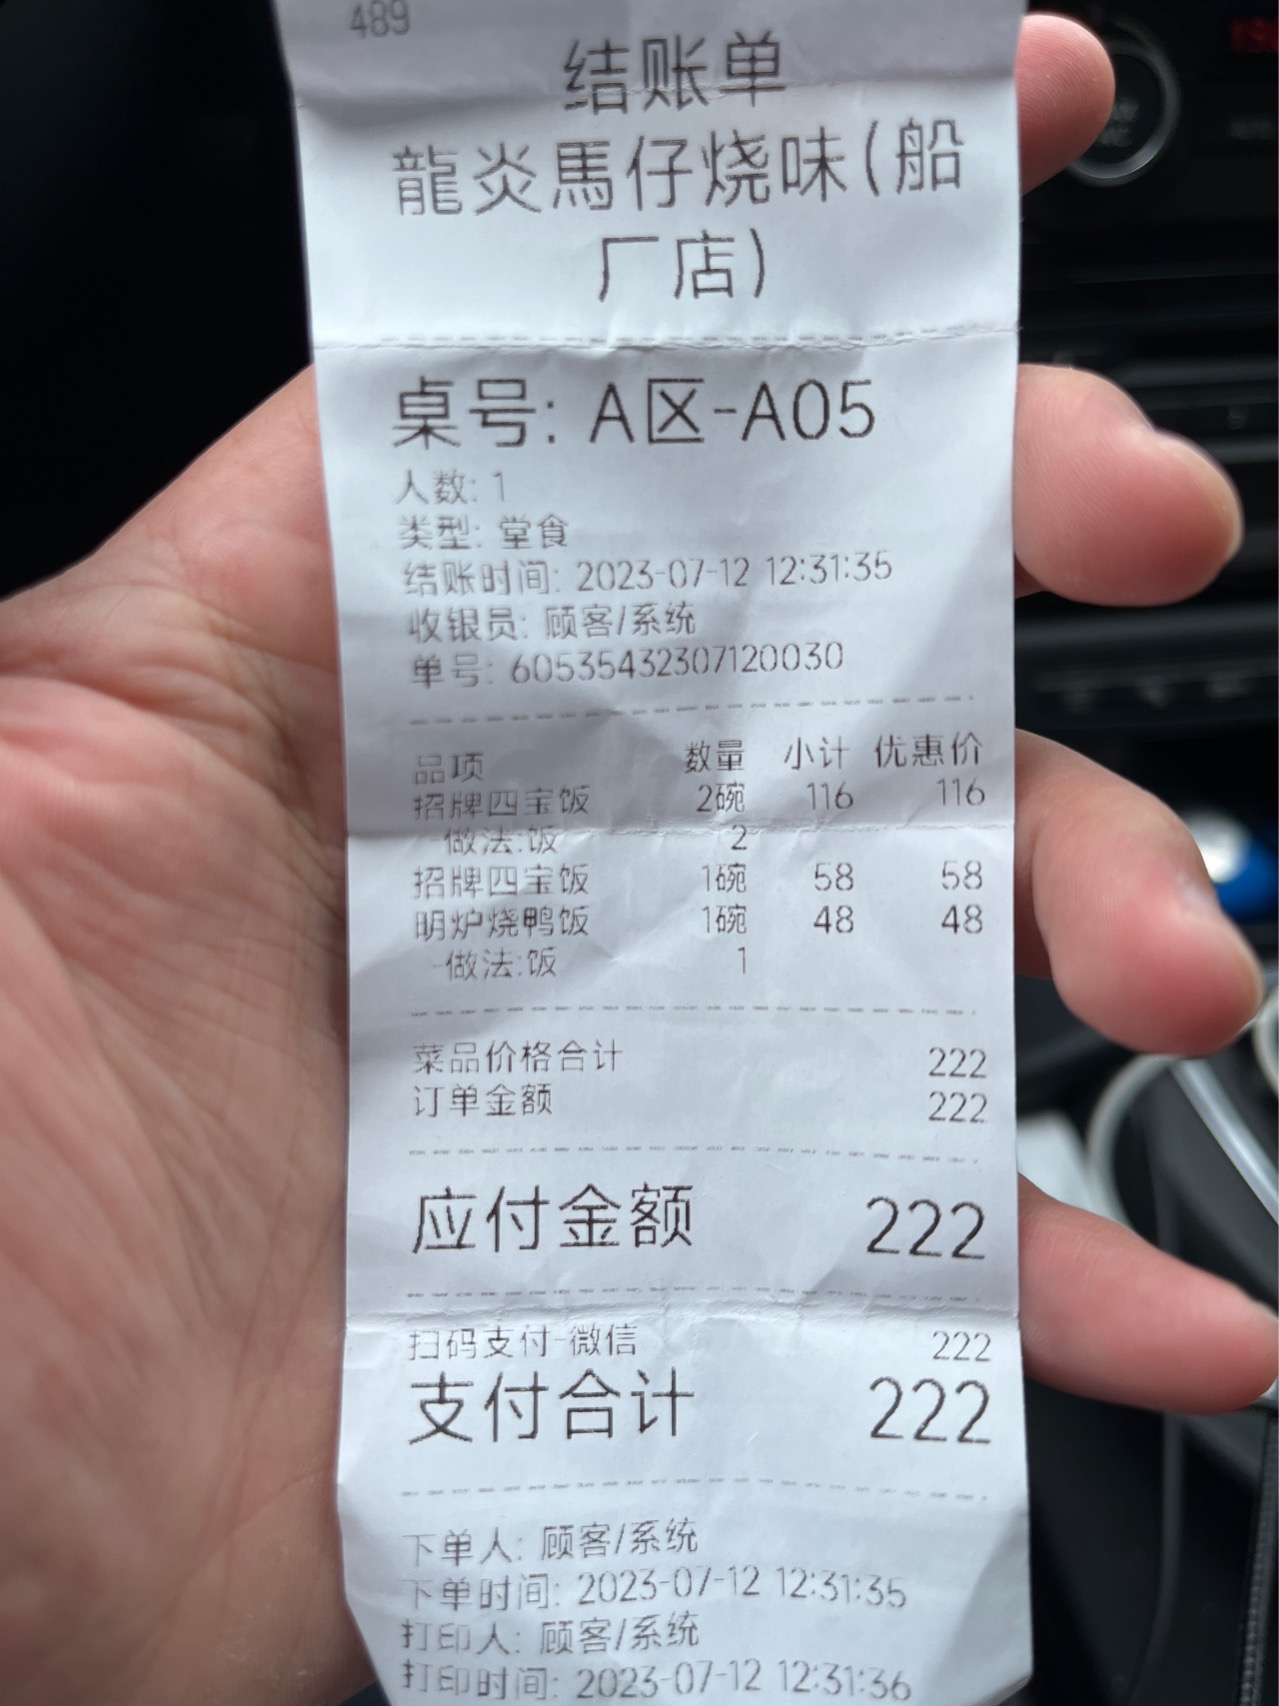 489
结账单
龍炎馬仔烧味(船
厂店)
桌号: A区-A05
人数: 1
类型: 堂食
结账时间: 2023-07-12 12:31:35
收银员: 顾客/系统
单号: 60535432307120030
品项 数量 小计 优惠价
招牌四宝饭 2碗 116 116
-做法:饭 2
招牌四宝饭 1碗 58 58
明炉烧鸭饭 1碗 48 48
-做法:饭 1
菜品价格合计 222
订单金额 222
应付金额 222
扫码支付-微信 222
支付合计 222
下单人: 顾客/系统
下单时间: 2023-07-12 12:31:35
打印人: 顾客/系统
打印时间: 2023-07-12 12:31:36